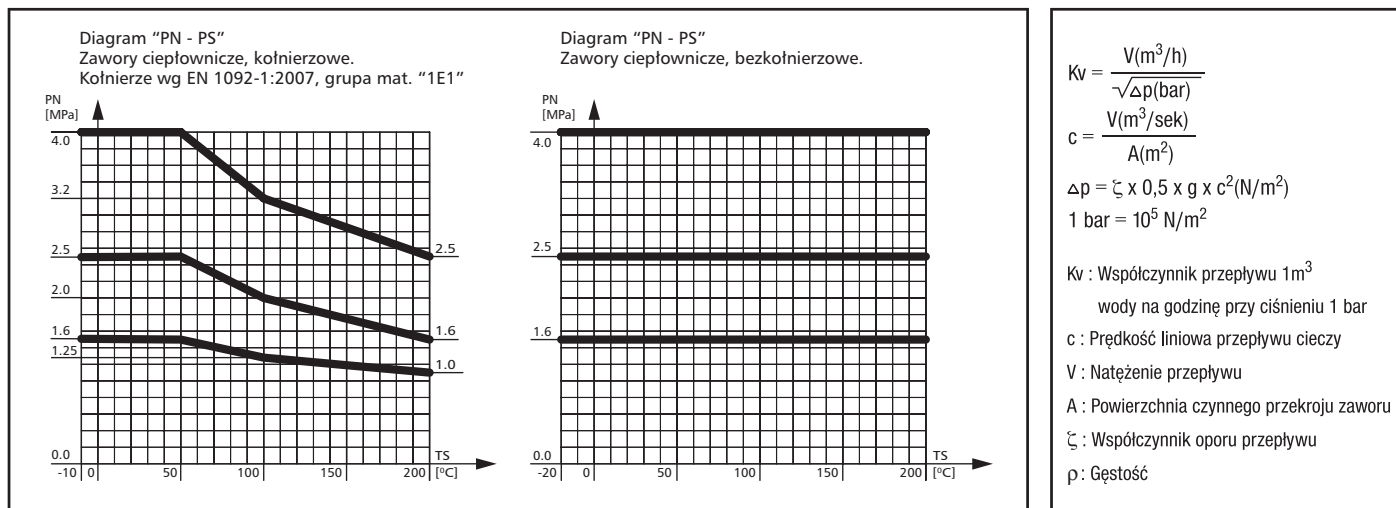 Diagram “PN - PS”
Zawory ciepłownicze, kołnierzowe.
Kołnierze wg EN 1092-1:2007, grupa mat. “1E1”
PN
[MPa]
4.0
3.2
2.5
2.0
1.6
1.25
0.0
2.5
1.6
1.0
TS
[ºC]
-10 0 50 100 150 200
Diagram “PN - PS”
Zawory ciepłownicze, bezkołnierzowe.
PN
[MPa]
4.0
2.5
1.6
0.0
TS
[ºC]
-20 0 50 100 150 200
Kv = V(m³/h) / √Δp(bar)
c = V(m³/sek) / A(m²)
Δp = ζ x 0,5 x g x c²(N/m²)
1 bar = 10⁵ N/m²
Kv : Współczynnik przepływu 1m³
wody na godzinę przy ciśnieniu 1 bar
c : Prędkość liniowa przepływu cieczy
V : Natężenie przepływu
A : Powierzchnia czynnego przekroju zaworu
ζ : Współczynnik oporu przepływu
ρ : Gęstość